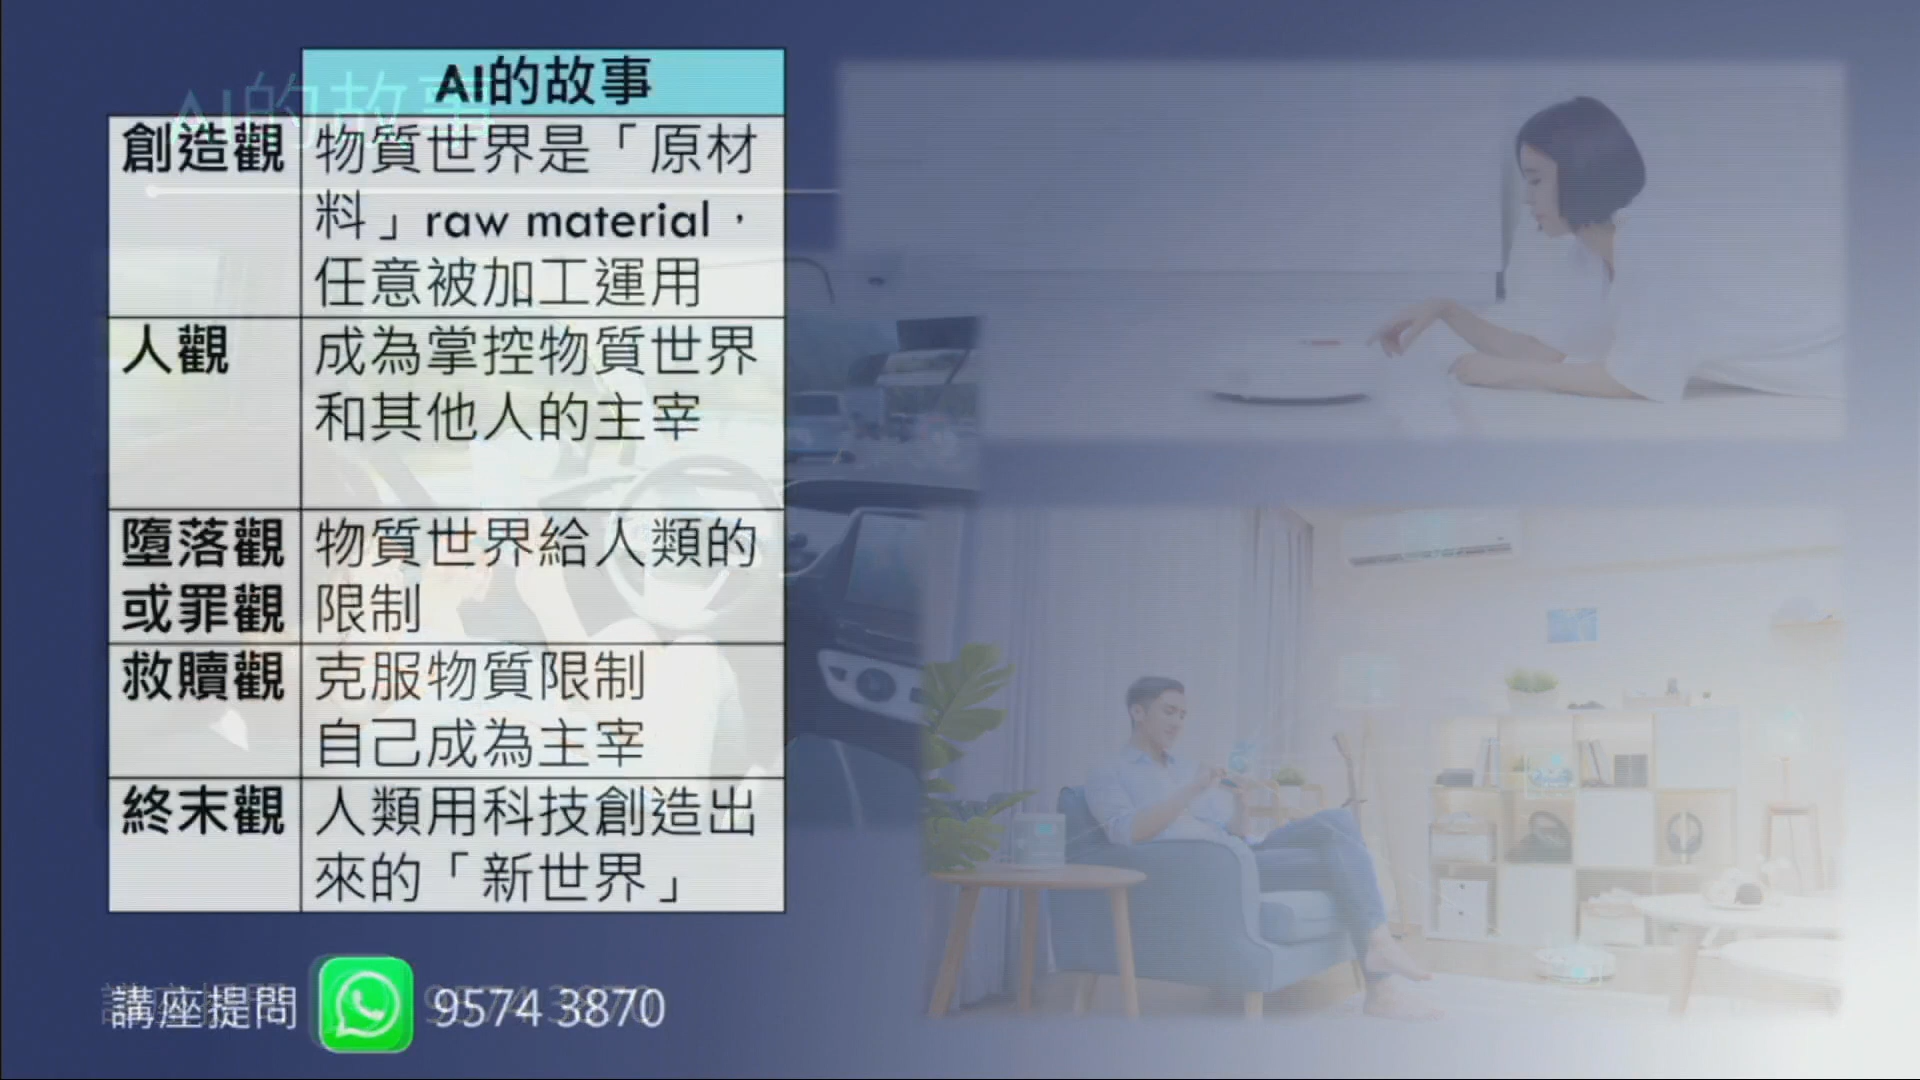 AI的故事
AI的故事
創造觀 物質世界是「原材
料」raw material，
任意被加工運用
人觀 成為掌控物質世界
和其他人的主宰
墮落觀 物質世界給人類的
或罪觀 限制
救贖觀 克服物質限制
自己成為主宰
終末觀 人類用科技創造出
來的「新世界」
講座提問 9574 3870